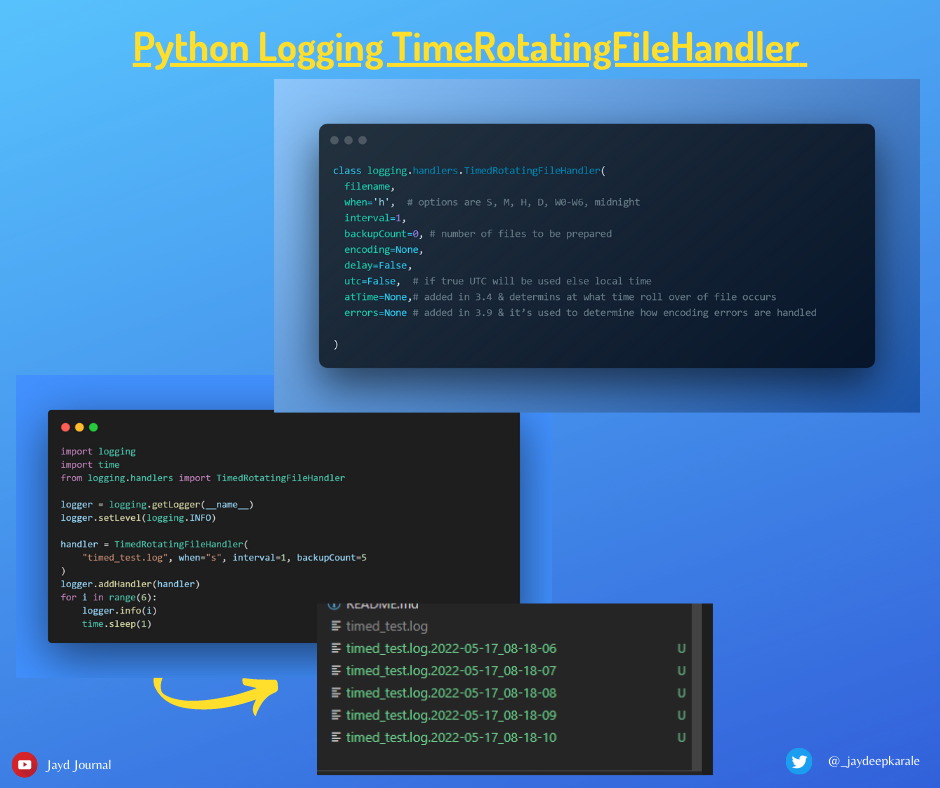 Python Logging TimeRotatingFileHandler
class logging.handlers.TimedRotatingFileHandler(
filename,
when='h',  # options are S, M, H, D, W0-W6, midnight
interval=1,
backupCount=0, # number of files to be prepared
encoding=None,
delay=False,
utc=False,  # if true UTC will be used else local time
atTime=None,# added in 3.4 & determins at what time roll over of file occurs
errors=None # added in 3.9 & it's used to determine how encoding errors are handled
)
import logging
import time
from logging.handlers import TimedRotatingFileHandler
logger = logging.getLogger(__name__)
logger.setLevel(logging.INFO)
handler = TimedRotatingFileHandler(
"timed_test.log", when="s", interval=1, backupCount=5
)
logger.addHandler(handler)
for i in range(6):
logger.info(i)
time.sleep(1)
README.md
timed_test.log
timed_test.log.2022-05-17_08-18-06 U
timed_test.log.2022-05-17_08-18-07 U
timed_test.log.2022-05-17_08-18-08 U
timed_test.log.2022-05-17_08-18-09 U
timed_test.log.2022-05-17_08-18-10 U
Jayd Journal
@_jaydeepkarale